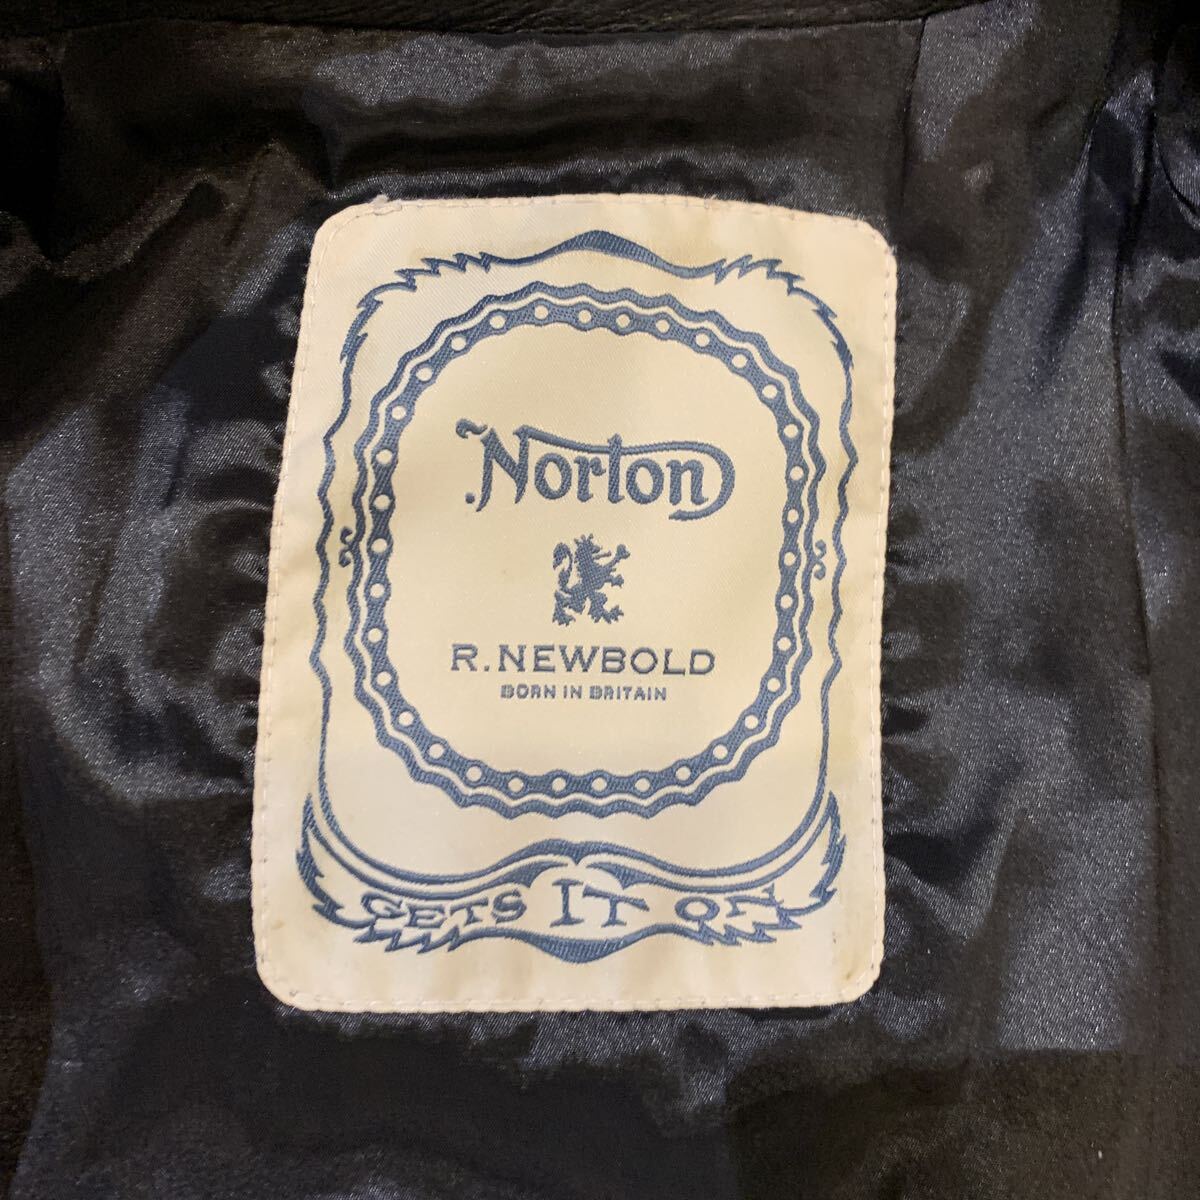 Norton
R. NEWBOLD
BORN IN BRITAIN
GETS IT ON